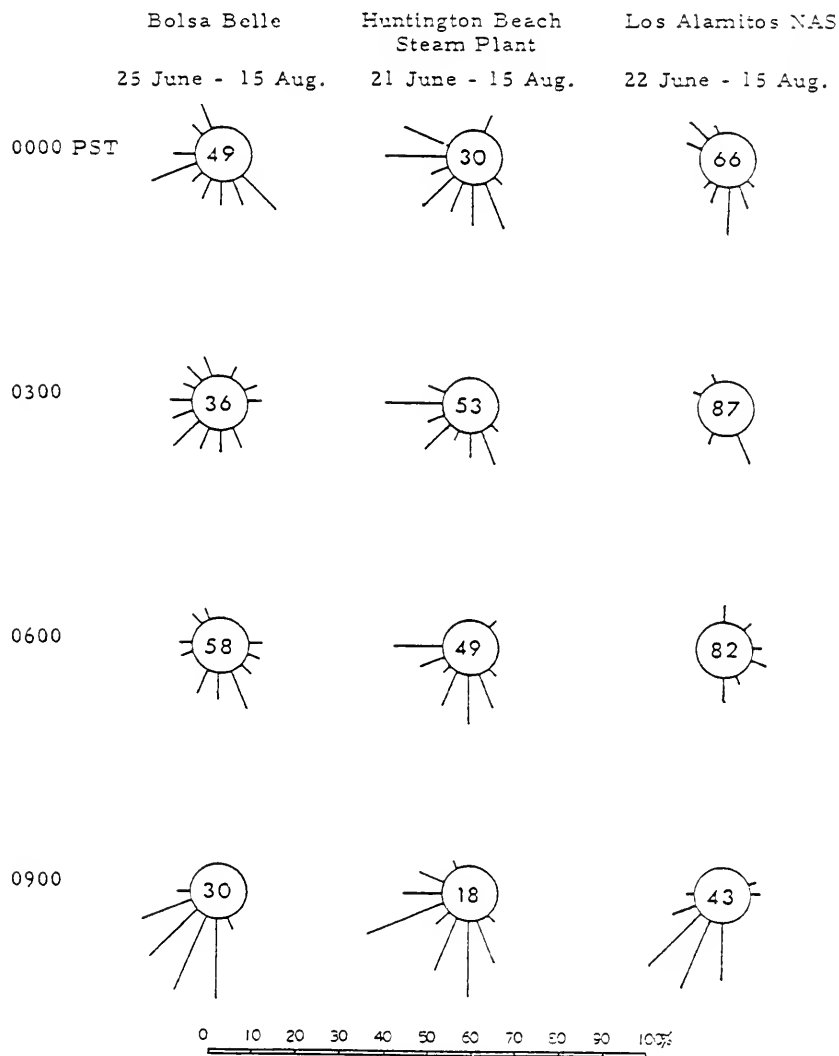 Bolsa Belle Huntington Beach Los Alamitos NAS
Steam Plant
25 June - 15 Aug. 21 June - 15 Aug. 22 June - 15 Aug.
0000 PST 49 30 66
0300 36 53 87
0600 58 49 82
0900 30 18 43
0 10 20 30 40 50 60 70 80 90 100%